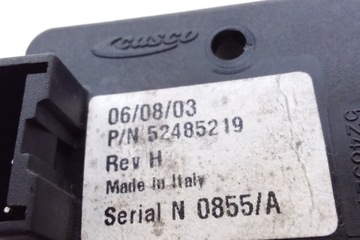 CUSCO
06/08/03
P/N 52485219
Rev H
Made in Italy
Serial N 0855/A